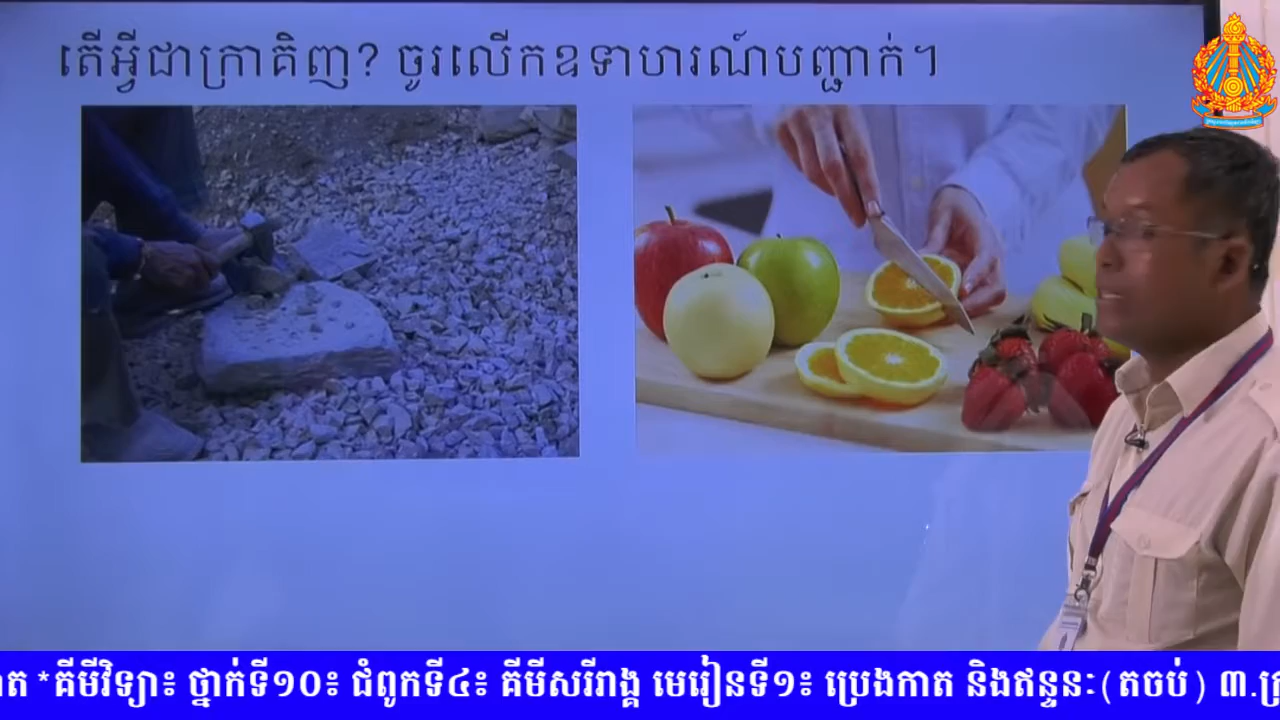 តើអ្វីជាក្រាគិញ? ចូរលើកឧទាហរណ៍បញ្ជាក់។
*គីមីវិទ្យា៖ ថ្នាក់ទី១០៖ ជំពូកទី៤៖ គីមីសរីរាង្គ មេរៀនទី១៖ ប្រេងកាត និងឥន្ធនៈ(តចប់) ៣.